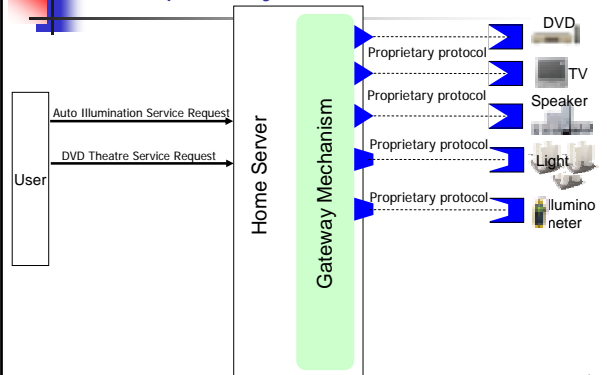 User
Auto Illumination Service Request
DVD Theatre Service Request
Home Server
Gateway Mechanism
Proprietary protocol
Proprietary protocol
Proprietary protocol
Proprietary protocol
DVD
TV
Speaker
Light
Illumino
meter